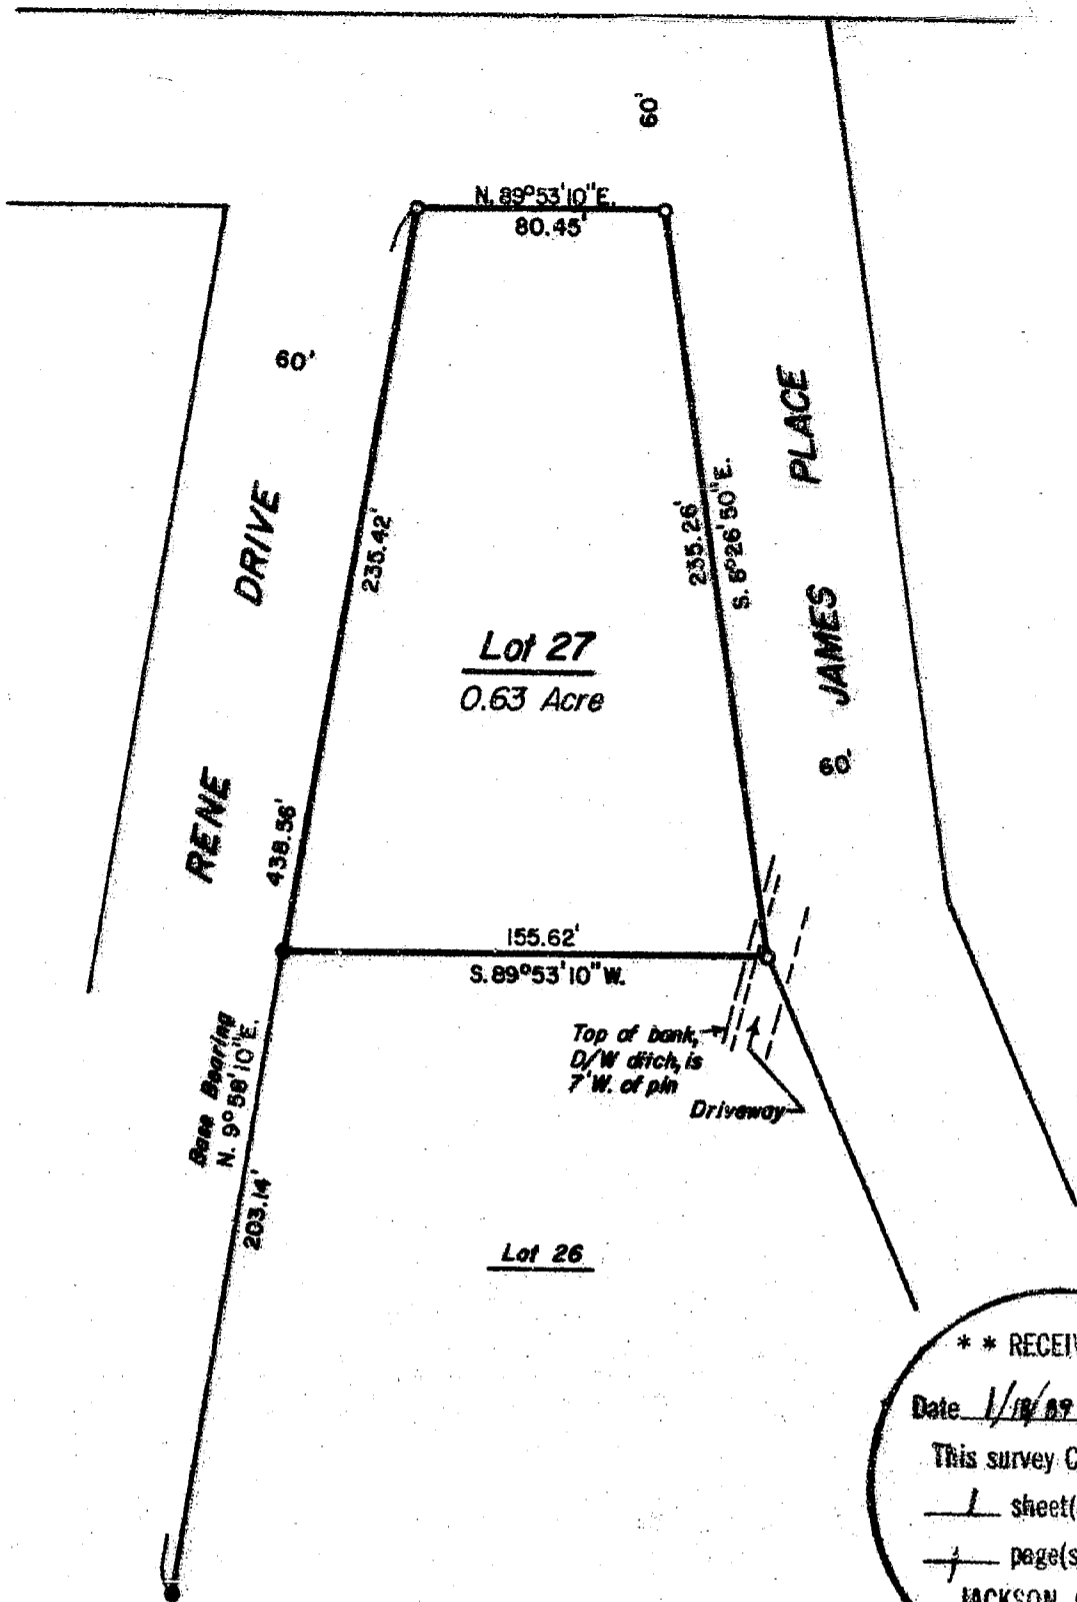 60'
N. 89°53'10"E.
80.45'
60'
PLACE
JAMES
60'
DRIVE
RENE
235.42'
235.26'
S. 8°26'50"E.
Lot 27
0.63 Acre
438.56'
155.62'
S. 89°53'10"W.
Top of bank,
D/W ditch, is
7' W. of pin
Driveway
Base Bearing
N. 9°58'10"E.
203.14'
Lot 26
* * RECEIV
Date 1/18/89
This survey C
1 sheet(
1 page(s
JACKSON